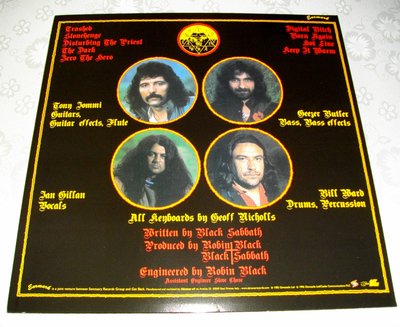 Earmark
Trashed
Stonehenge
Disturbing The Priest
The Dark
Zero The Hero
Digital Bitch
Born Again
Hot Line
Keep It Warm
Tony Iommi
Guitars,
Guitar effects, Flute
Geezer Butler
Bass, Bass effects
Ian Gillan
Vocals
Bill Ward
Drums, Percussion
All Keyboards by Geoff Nicholls
Written by Black Sabbath
Produced by Robin Black
Black Sabbath
Engineered by Robin Black
Assistant Engineer Steve Chase
Earmark